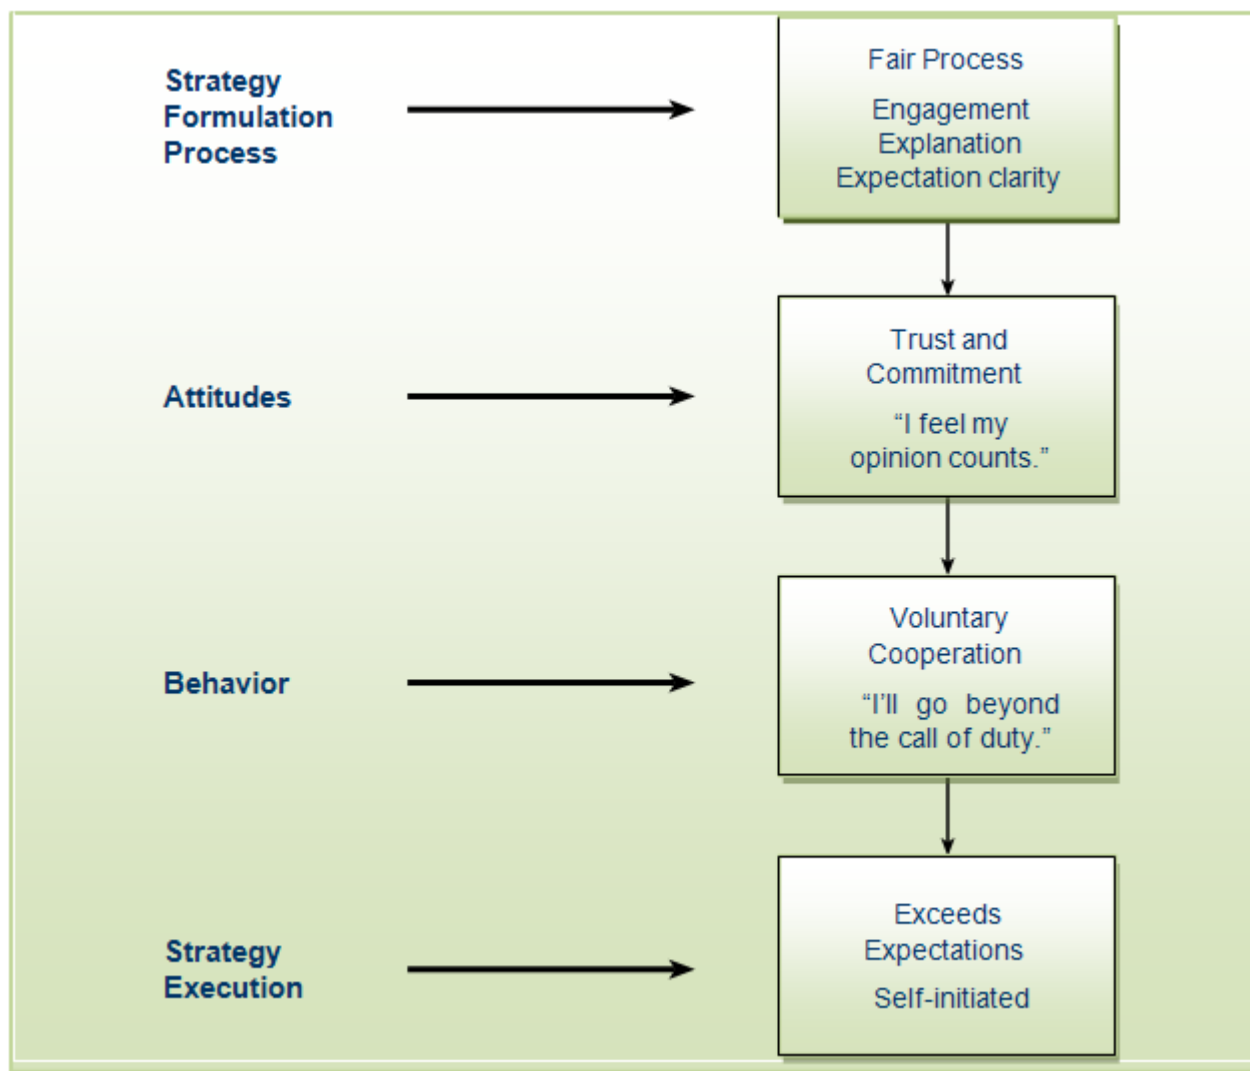 Strategy
Formulation
Process
Fair Process
Engagement
Explanation
Expectation clarity
Attitudes
Trust and
Commitment
“I feel my
opinion counts.”
Behavior
Voluntary
Cooperation
“I’ll go beyond
the call of duty.”
Strategy
Execution
Exceeds
Expectations
Self-initiated